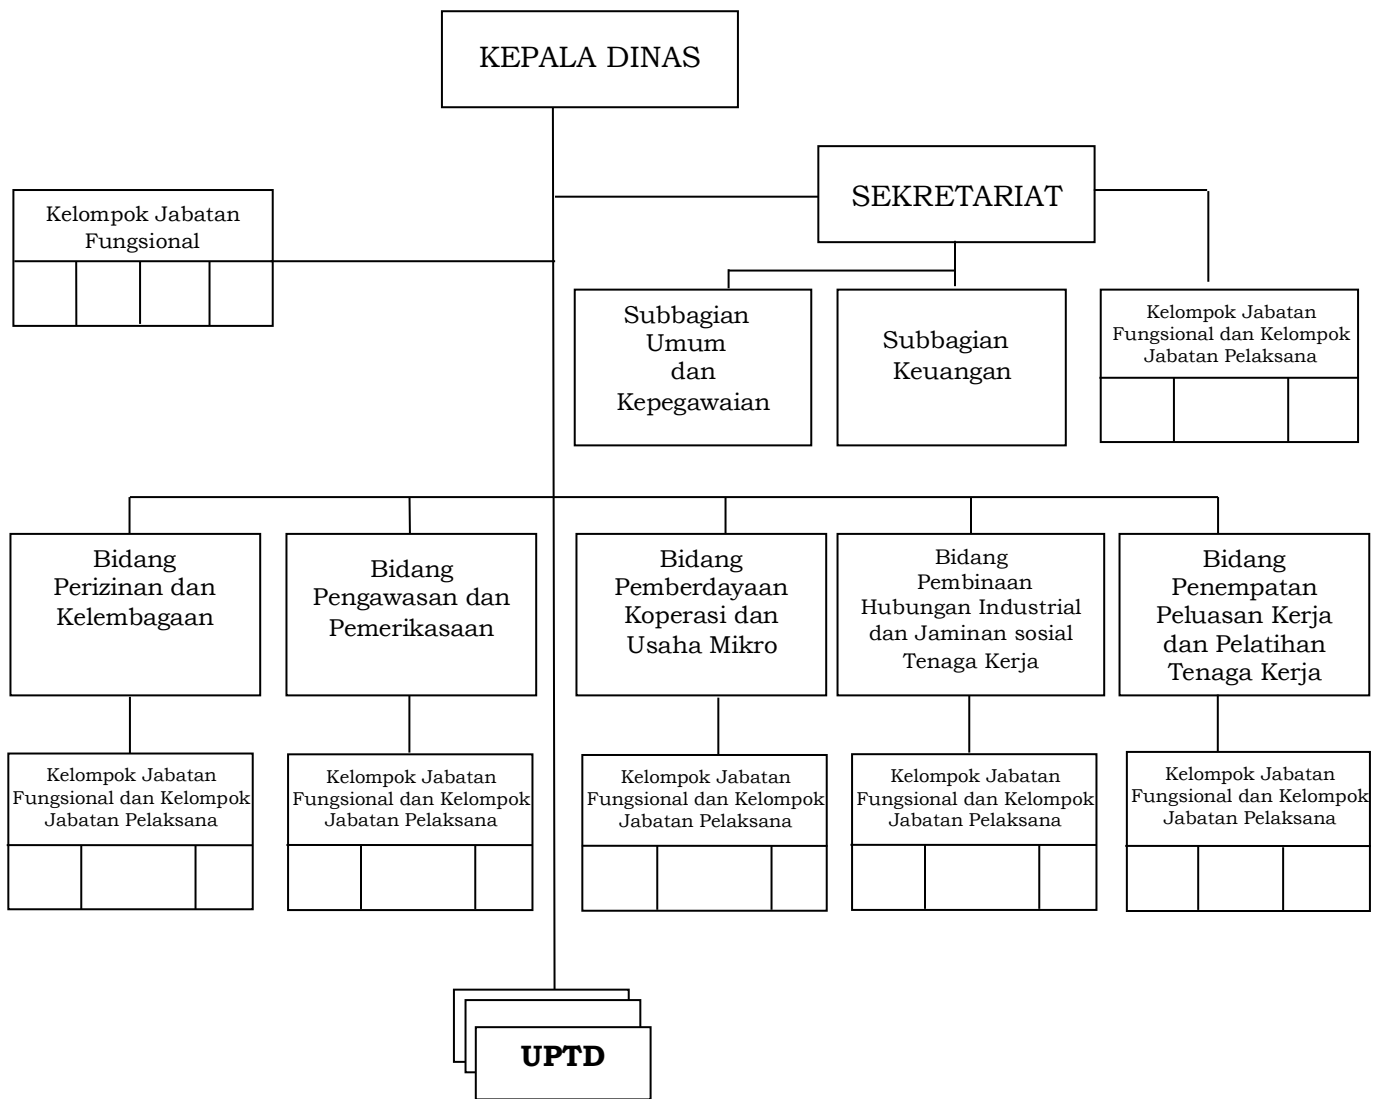 KEPALA DINAS
SEKRETARIAT
Kelompok Jabatan
Fungsional
Subbagian
Umum
dan
Kepegawaian
Subbagian
Keuangan
Kelompok Jabatan
Fungsional dan Kelompok
Jabatan Pelaksana
Bidang
Perizinan dan
Kelembagaan
Bidang
Pengawasan dan
Pemerikasaan
Bidang
Pemberdayaan
Koperasi dan
Usaha Mikro
Bidang
Pembinaan
Hubungan Industrial
dan Jaminan sosial
Tenaga Kerja
Bidang
Penempatan
Peluasan Kerja
dan Pelatihan
Tenaga Kerja
Kelompok Jabatan
Fungsional dan Kelompok
Jabatan Pelaksana
Kelompok Jabatan
Fungsional dan Kelompok
Jabatan Pelaksana
Kelompok Jabatan
Fungsional dan Kelompok
Jabatan Pelaksana
Kelompok Jabatan
Fungsional dan Kelompok
Jabatan Pelaksana
Kelompok Jabatan
Fungsional dan Kelompok
Jabatan Pelaksana
UPTD